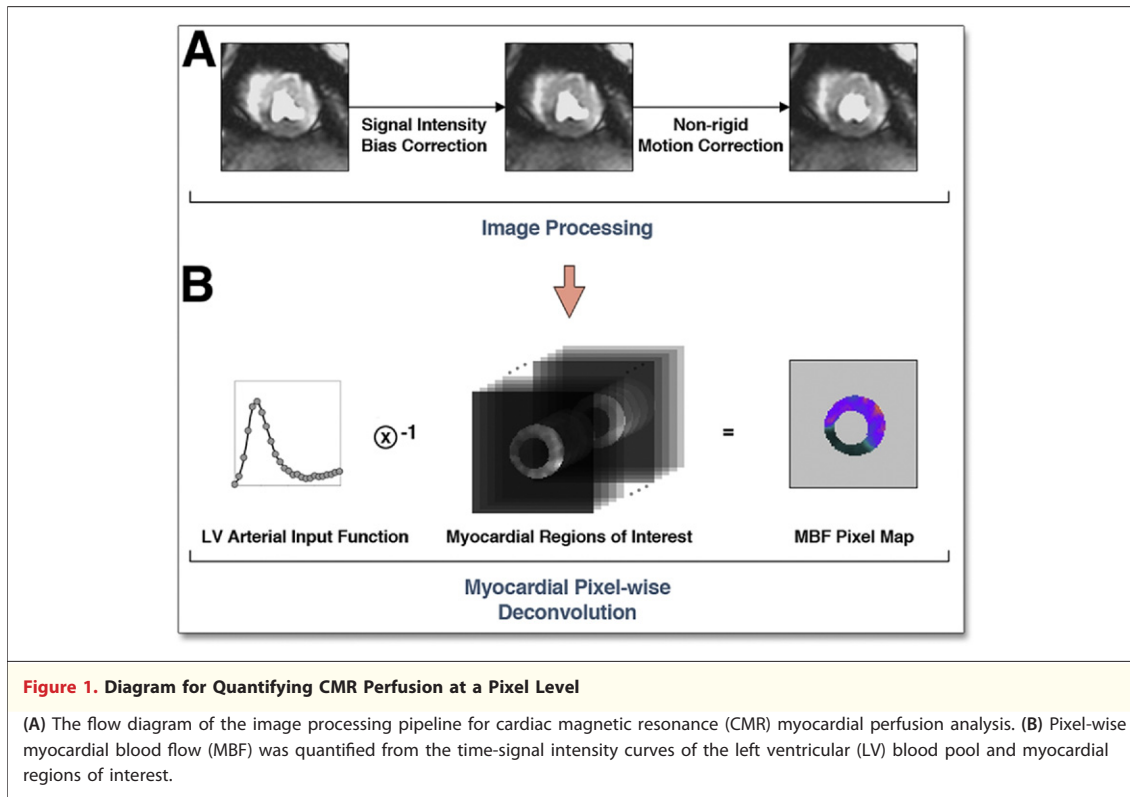 A
Signal Intensity
Bias Correction
Non-rigid
Motion Correction
Image Processing
B
ⓧ-1
=
LV Arterial Input Function
Myocardial Regions of Interest
MBF Pixel Map
Myocardial Pixel-wise
Deconvolution
Figure 1. Diagram for Quantifying CMR Perfusion at a Pixel Level
(A) The flow diagram of the image processing pipeline for cardiac magnetic resonance (CMR) myocardial perfusion analysis. (B) Pixel-wise
myocardial blood flow (MBF) was quantified from the time-signal intensity curves of the left ventricular (LV) blood pool and myocardial
regions of interest.